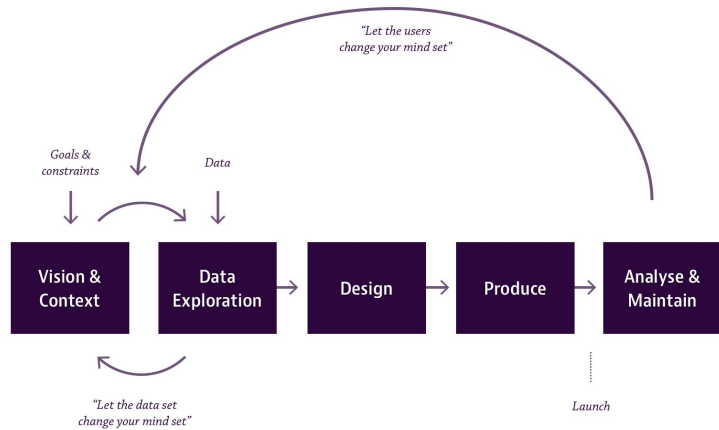 “Let the users
change your mind set”
Goals &
constraints
Data
Vision &
Context
Data
Exploration
Design
Produce
Analyse &
Maintain
“Let the data set
change your mind set”
Launch